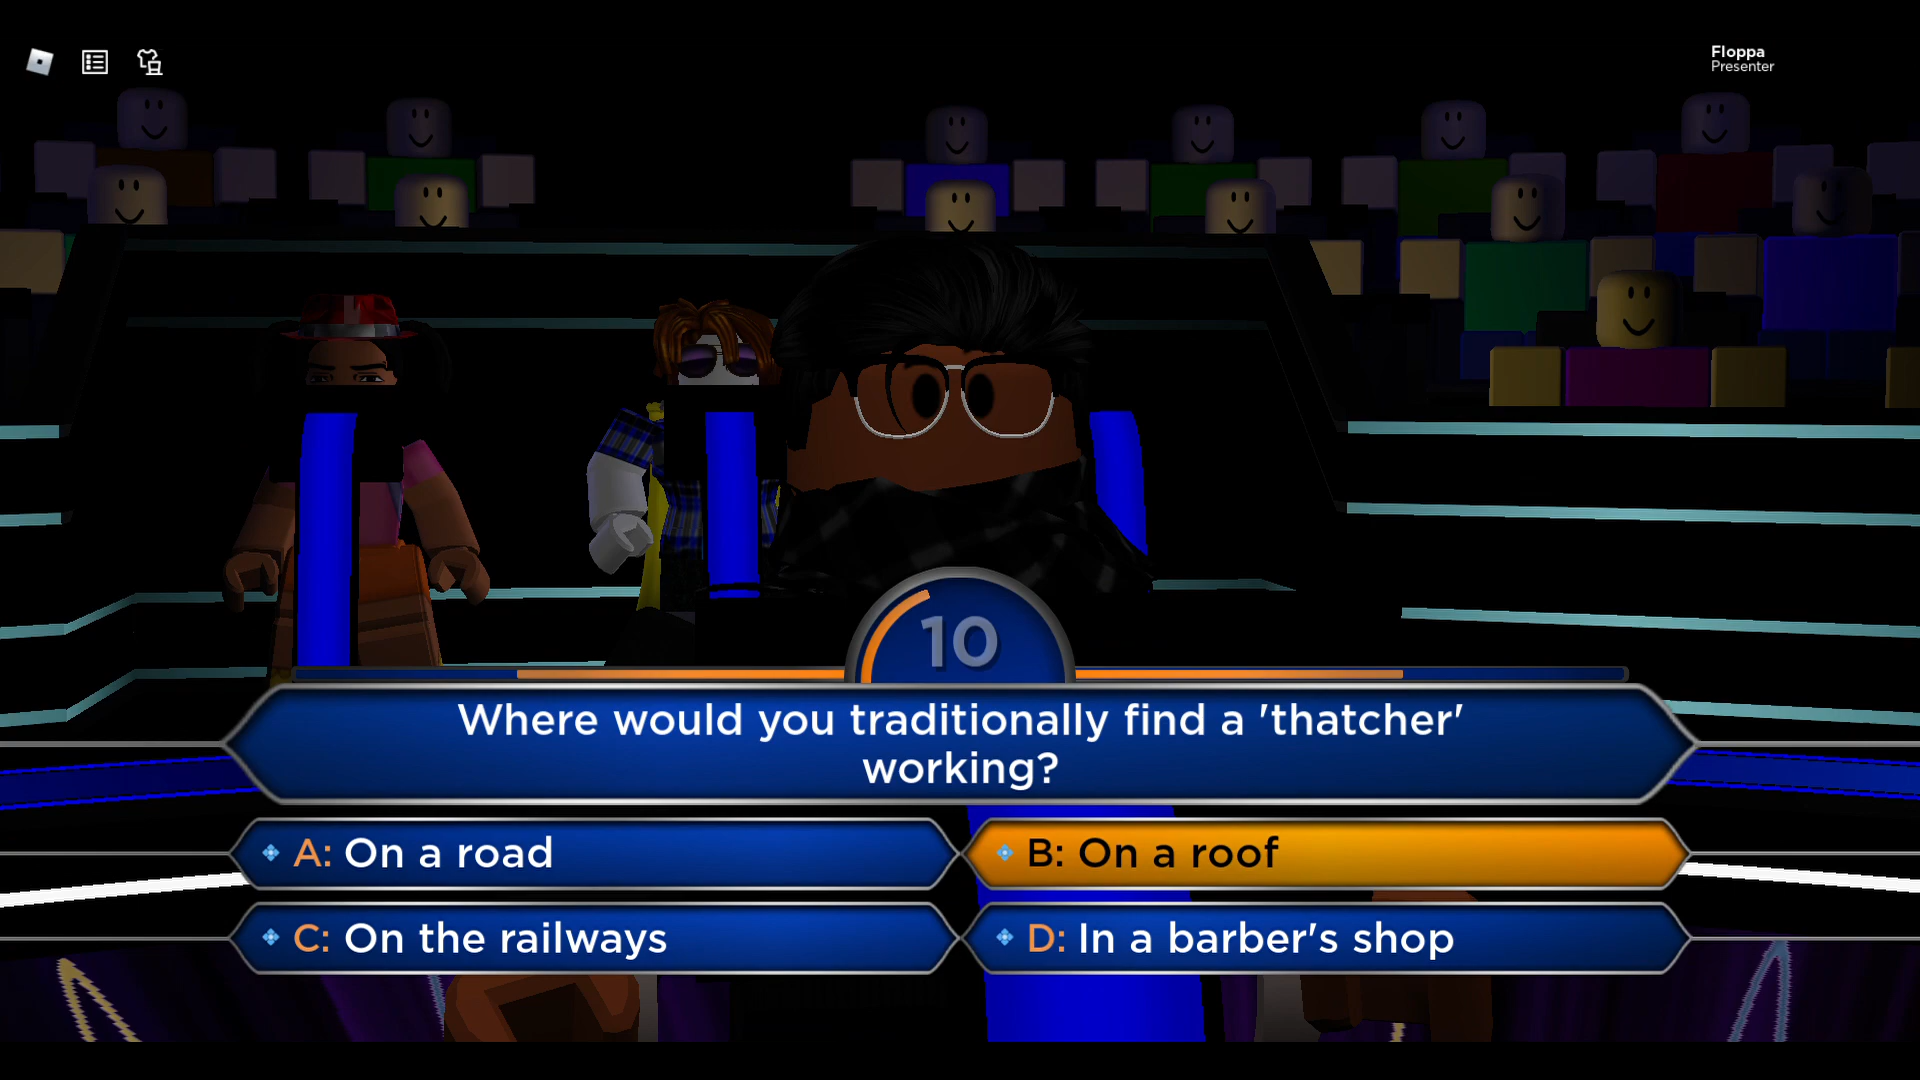 Floppa
Presenter
10
Where would you traditionally find a 'thatcher'
working?
A: On a road
B: On a roof
C: On the railways
D: In a barber's shop